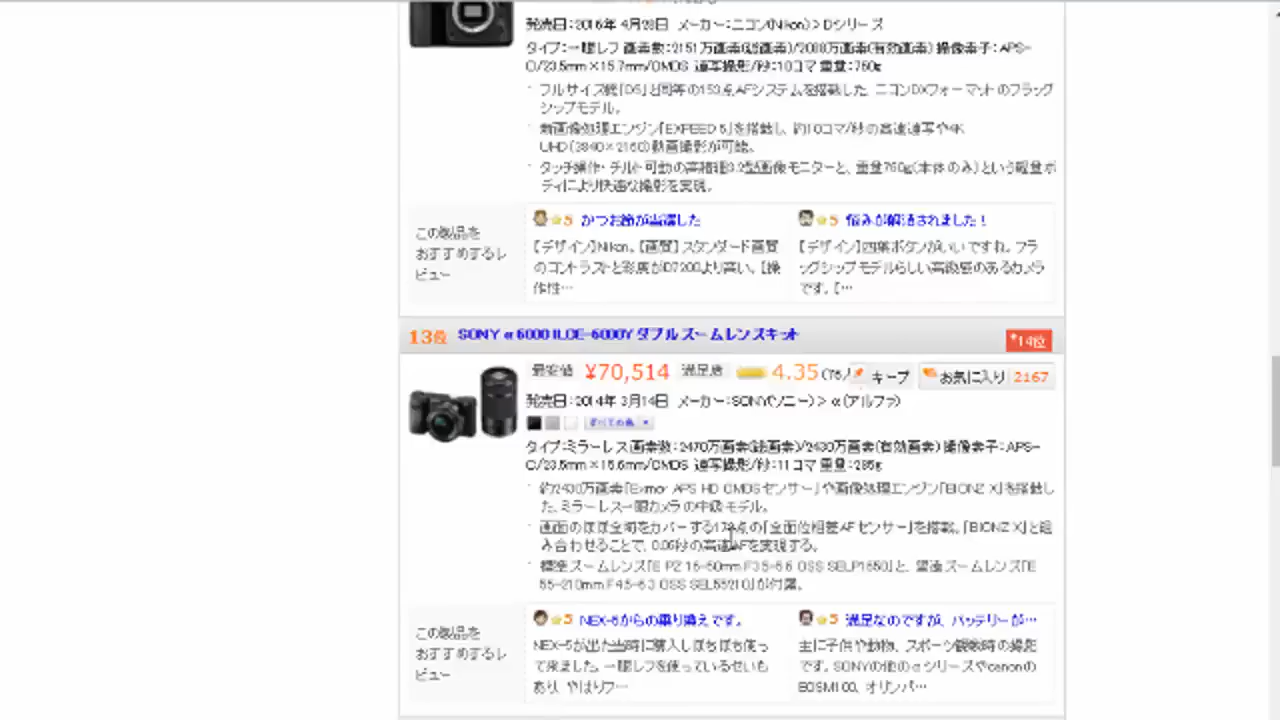 発売日：2016年 4月28日 メーカー：ニコン(Nikon) > Dシリーズ
タイプ：一眼レフ 画素数：2151万画素(総画素)/2088万画素(有効画素) 撮像素子：APS-
C/23.5mm×15.7mm/CMOS 連写撮影/秒：10コマ 重量：760g
フルサイズ機「D5」と同等の153点AFシステムを搭載した、ニコンDXフォーマットのフラッグ
シップモデル。
新画像処理エンジン「EXPEED 5」を搭載し、約10コマ/秒の高速連写や4K
UHD(3840×2160)動画撮影が可能。
タッチ操作・チルト可動の高精細3.2型画像モニターと、重量760g(本体のみ)という軽量ボ
ディにより快適な撮影を実現。
この製品を
おすすめするレ
ビュー
5 かつお節が当選した
【デザイン】Nikon。【画質】スタンダード画質
のコントラストと彩度がD7200より高い。【操
作性…
5 悩みが解消されました！
【デザイン】四葉ボタンがいいですね。フラ
ッグシップモデルらしい高級感のあるカメラ
です。【…
13位 SONY α6000 ILCE-6000Y ダブルズームレンズキット
14位
最安値 ¥70,514 満足度 4.35
キープ
お気に入り 2167
発売日：2014年 3月14日 メーカー：SONY(ソニー) > α(アルファ)
すべての色
タイプ：ミラーレス 画素数：2470万画素(総画素)/2430万画素(有効画素) 撮像素子：APS-
C/23.5mm×15.6mm/CMOS 連写撮影/秒：11コマ 重量：285g
約2430万画素「Exmor APS HD CMOSセンサー」や画像処理エンジン「BIONZ X」を搭載し
た、ミラーレス一眼カメラの中級モデル。
画面のほぼ全域をカバーする179点の「全面位相差AFセンサー」を搭載。「BIONZ X」と組
み合わせることで、0.06秒の高速AFを実現する。
標準ズームレンズ「E PZ 16-50mm F3.5-5.6 OSS SELP1650」と、望遠ズームレンズ「E
55-210mm F4.5-6.3 OSS SEL55210」が付属。
この製品を
おすすめするレ
ビュー
5 NEX-5からの乗り換えです。
NEX-5が出た当時に購入しぼちぼち使っ
て来ました。一眼レフを使っているせいも
あり、やはりフ…
5 満足なのですが、バッテリーが…
主に子供や動物、スポーツ観戦時の撮影
です。SONYの他のαシリーズやcanonの
EOSM100、オリンパ…